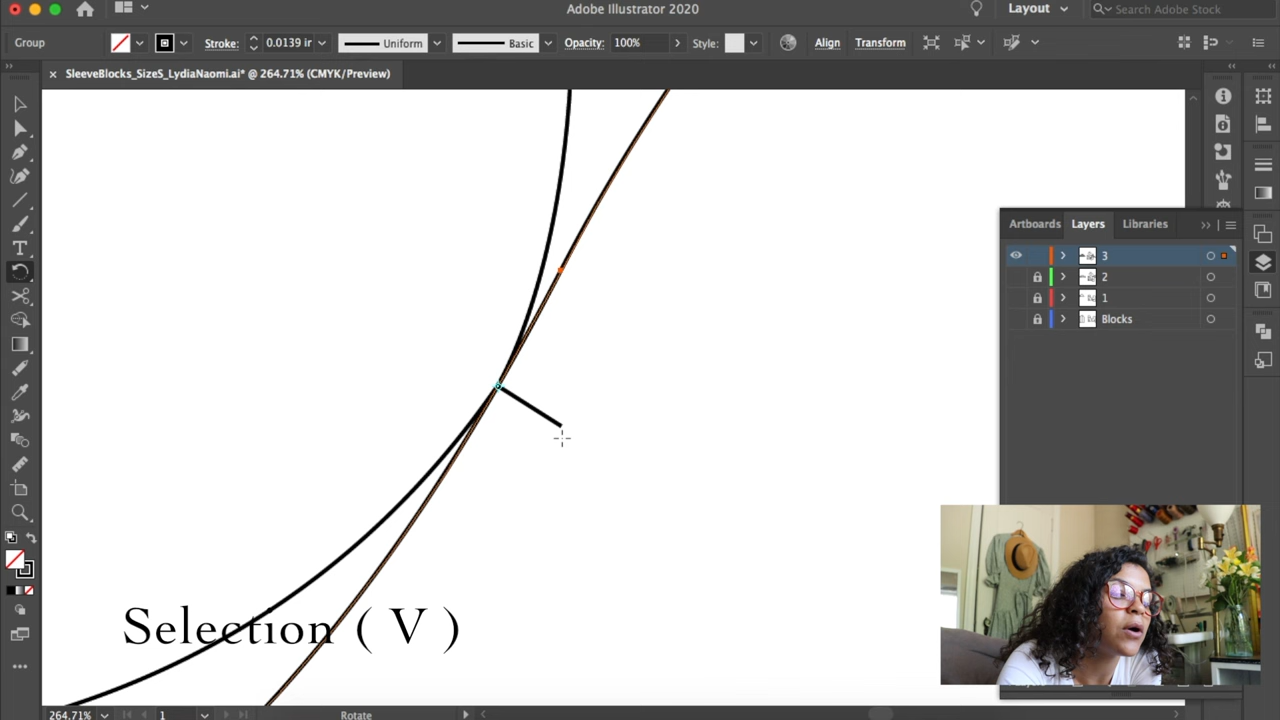 Adobe Illustrator 2020
Layout
Search Adobe Stock
Group
Stroke:
0.0139 in
Uniform
Basic
Opacity:
100%
Style:
Align
Transform
× SleeveBlocks_SizeS_LydiaNaomi.ai* @ 264.71% (CMYK/Preview)
Artboards
Layers
Libraries
3
2
1
Blocks
Selection ( V )
264.71%
1
Rotate